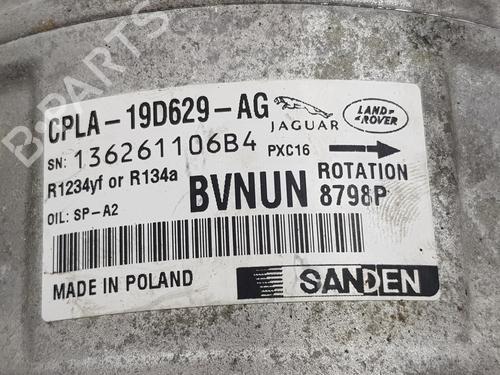 B-PARTS
CPLA-19D629-AG
JAGUAR
LAND ROVER
SN: 136261106B4
PXC16
R1234yf or R134a
BVNUN
ROTATION
8798P
OIL: SP-A2
MADE IN POLAND
SANDEN